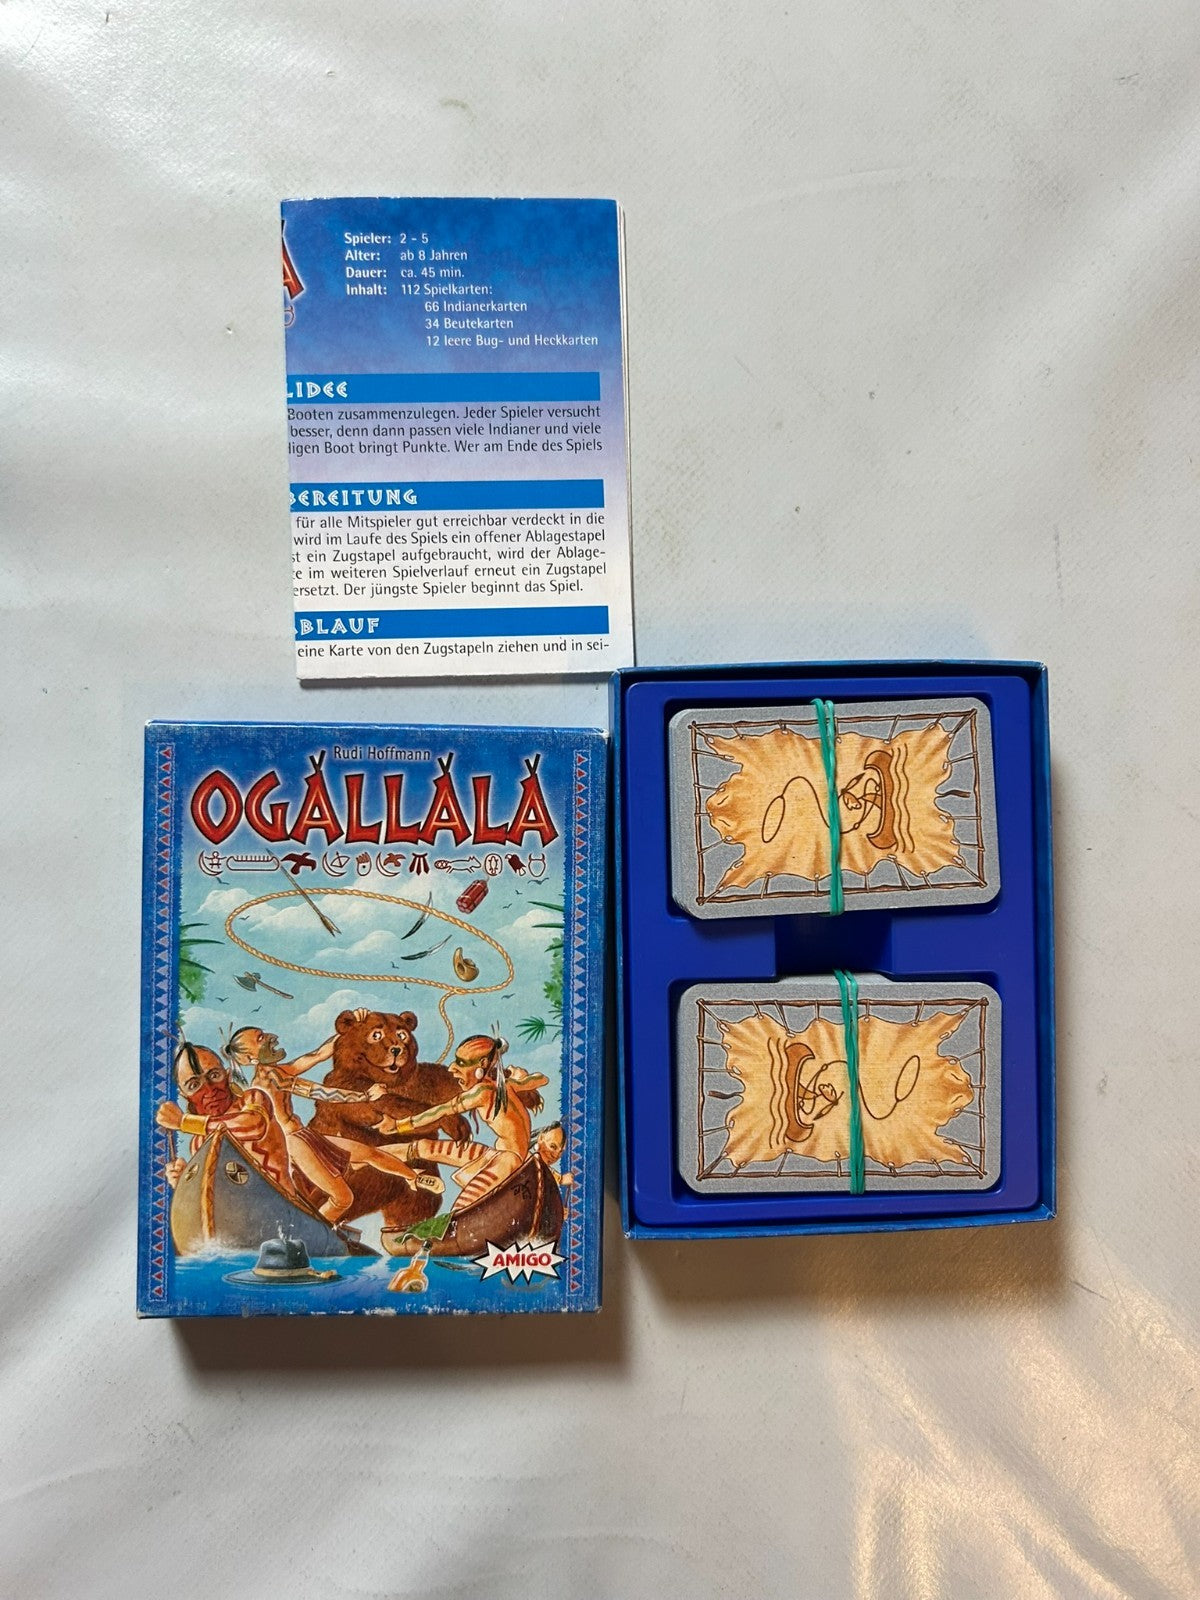 Spieler: 2 - 5
Alter: ab 8 Jahren
Dauer: ca. 45 min.
Inhalt: 112 Spielkarten:
66 Indianerkarten
34 Beutekarten
12 leere Bug- und Heckkarten
LIDEE
Booten zusammenzulegen. Jeder Spieler versucht
besser, denn dann passen viele Indianer und viele
digen Boot bringt Punkte. Wer am Ende des Spiels
BEREITUNG
für alle Mitspieler gut erreichbar verdeckt in die
wird im Laufe des Spiels ein offener Ablagestapel
st ein Zugstapel aufgebraucht, wird der Ablage-
te im weiteren Spielverlauf erneut ein Zugstapel
ersetzt. Der jüngste Spieler beginnt das Spiel.
ABLAUF
eine Karte von den Zugstapeln ziehen und in sei-
Rudi Hoffmann
OGALLALA
AMIGO